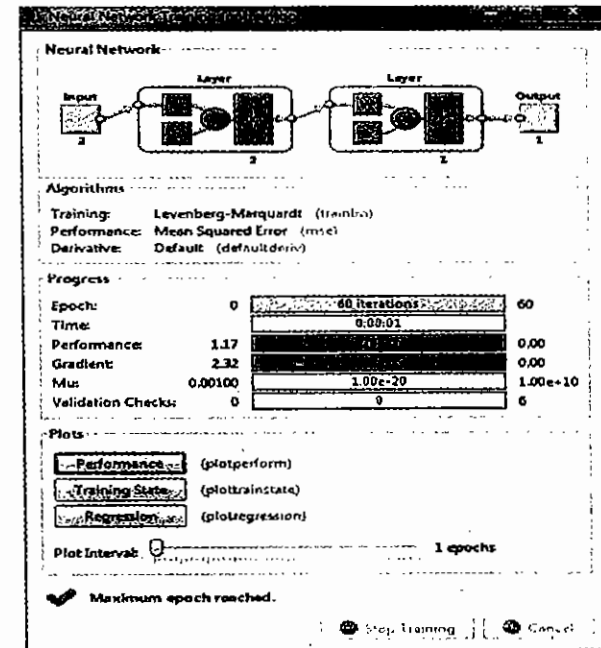 Neural Network Training
Neural Network
Layer Layer
Input Output
2 2 1 1
Algorithms
Training: Levenberg-Marquardt
Performance: Mean Squared Error (mse)
Derivative: Default (defaultderiv)
Progress
Epoch: 0 60 iterations 60
Time: 0:00:01
Performance: 1.17 0.00
Gradient: 2.32 0.00
Mu: 0.00100 1.00e-20 1.00e+10
Validation Checks: 0 0 6
Plots
Performance (plotperform)
Training State (plottrainstate)
Regression (plotregression)
Plot Interval: 1 epochs
Maximum epoch reached.
Stop Training Cancel